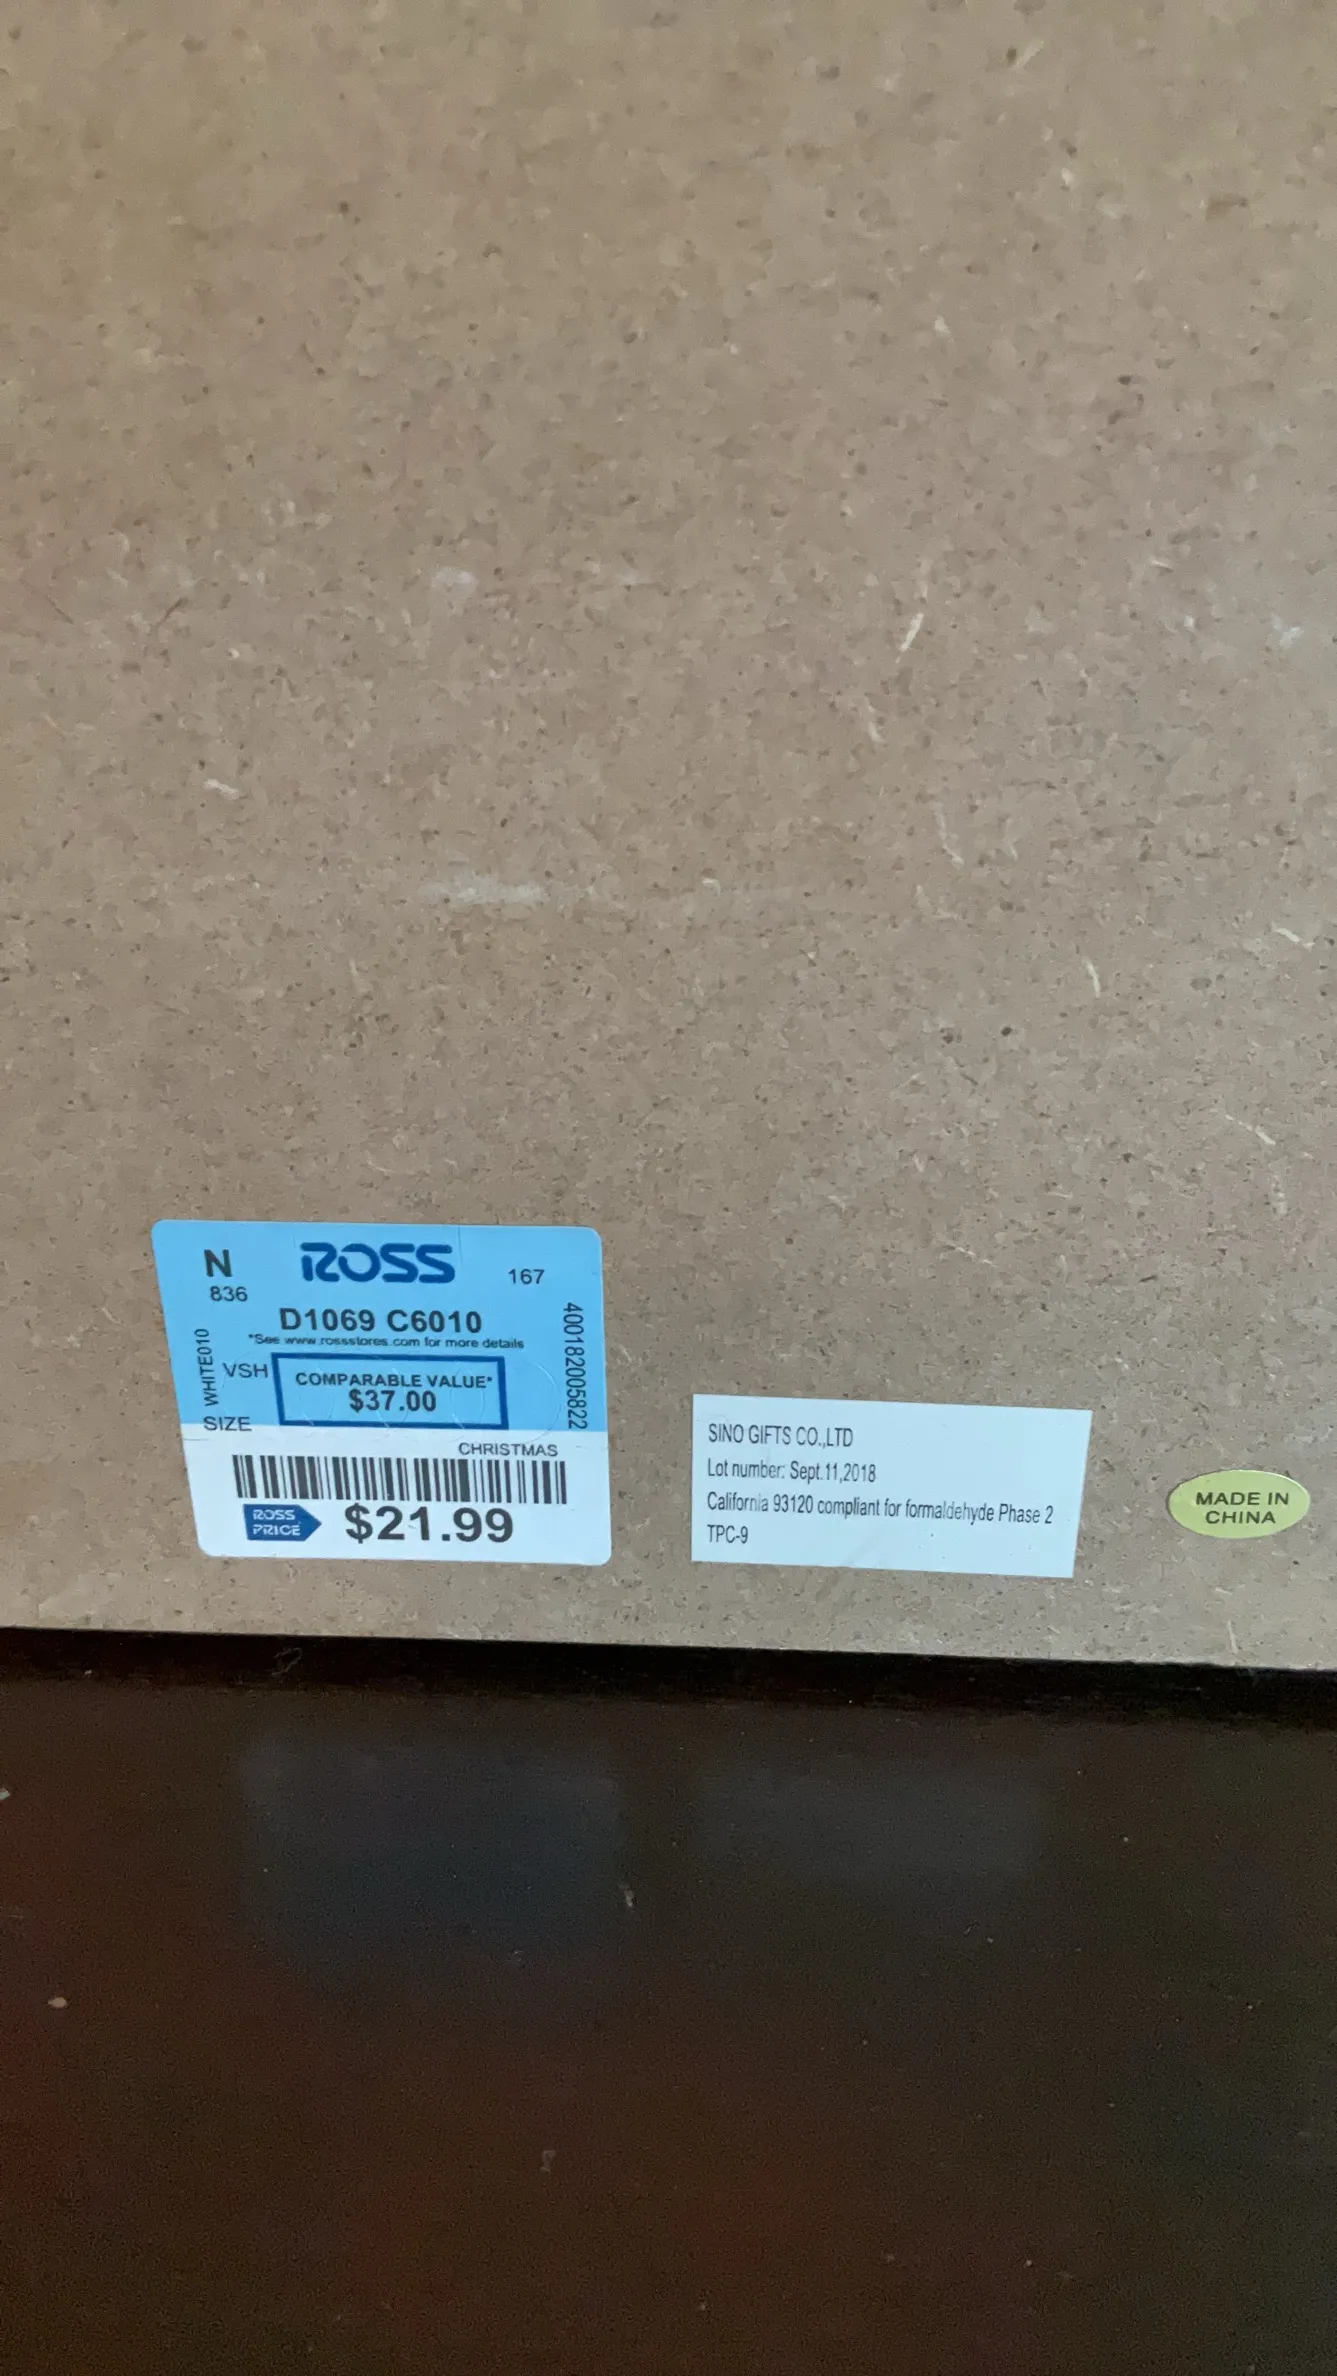 N ROSS 167
836
D1069 C6010
*See www.rossstores.com for more details
WHITE010
VSH
COMPARABLE VALUE*
$37.00
400182005822
SIZE
CHRISTMAS
ROSS
PRICE
$21.99
SINO GIFTS CO.,LTD
Lot number: Sept.11,2018
California 93120 compliant for formaldehyde Phase 2
TPC-9
MADE IN
CHINA